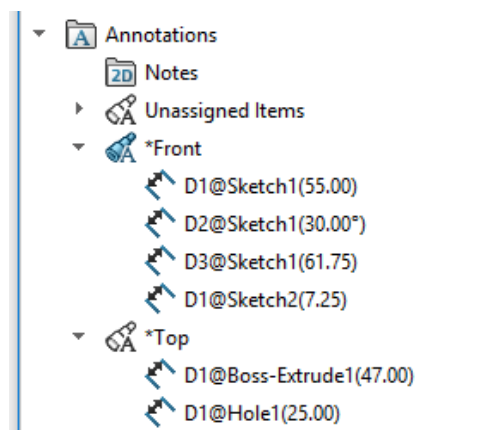 Annotations
2D Notes
Unassigned Items
*Front
D1@Sketch1(55.00)
D2@Sketch1(30.00°)
D3@Sketch1(61.75)
D1@Sketch2(7.25)
*Top
D1@Boss-Extrude1(47.00)
D1@Hole1(25.00)